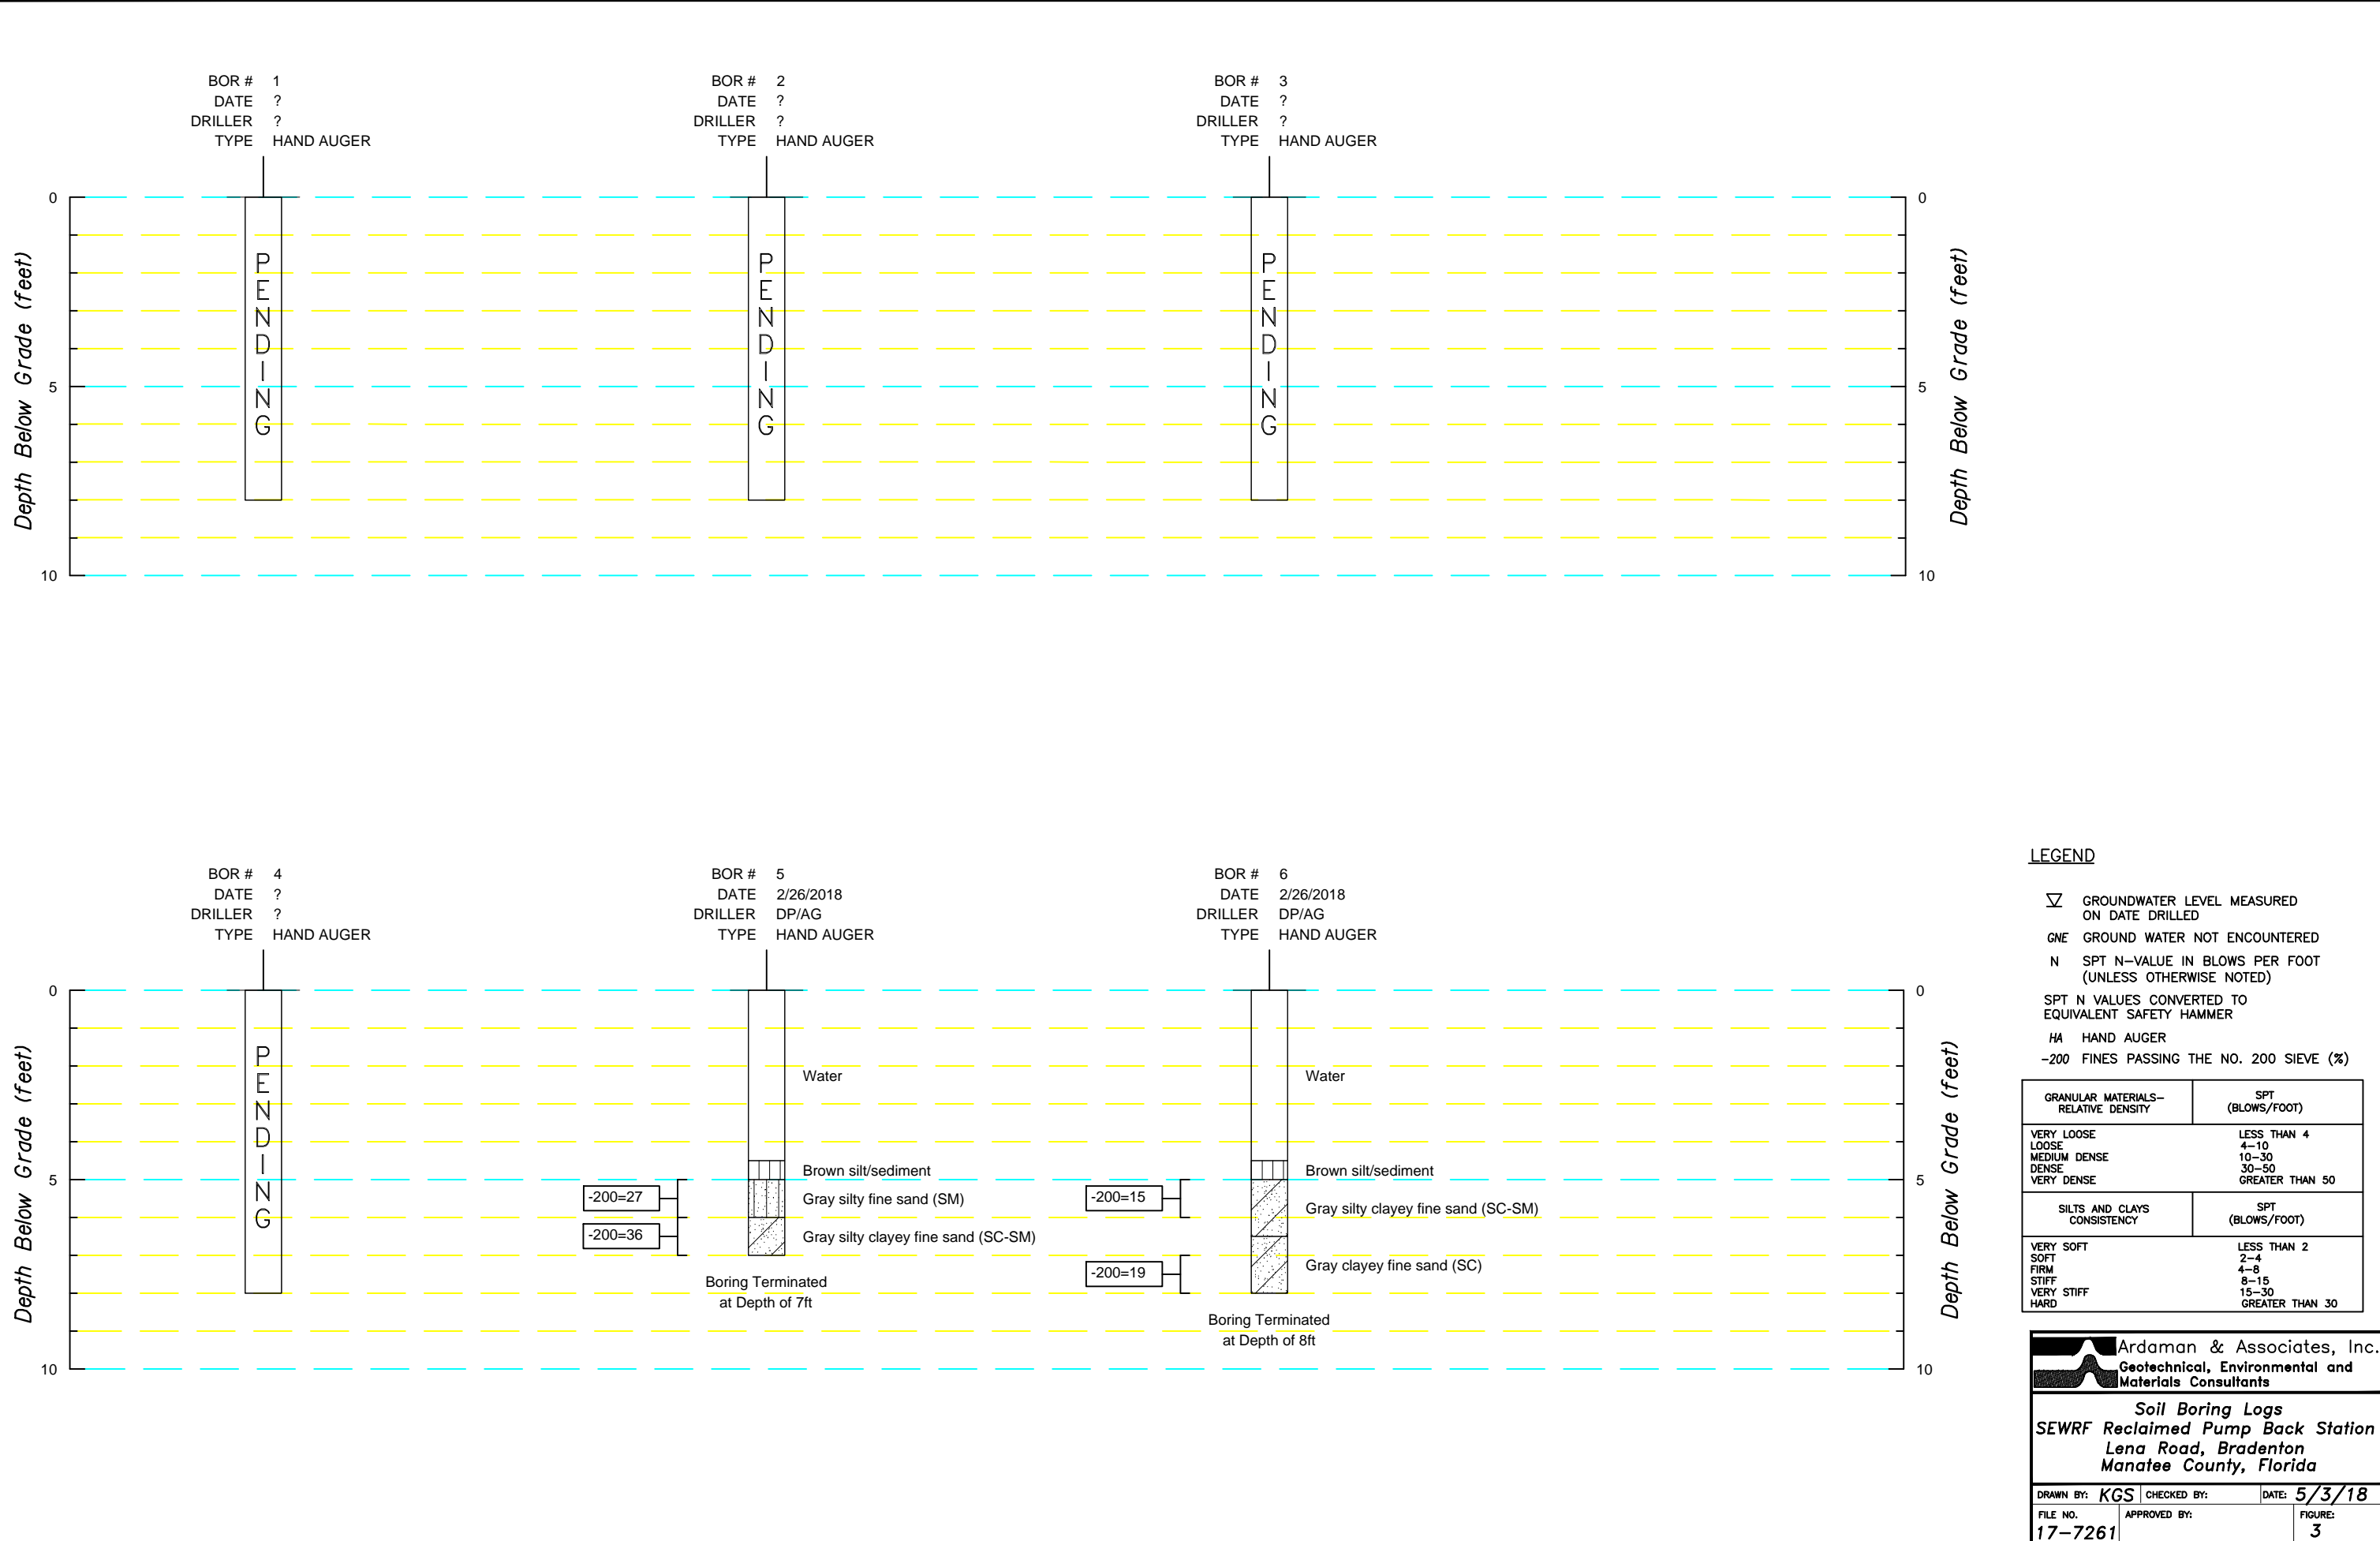 BOR # 1
DATE ?
DRILLER ?
TYPE HAND AUGER
BOR # 2
DATE ?
DRILLER ?
TYPE HAND AUGER
BOR # 3
DATE ?
DRILLER ?
TYPE HAND AUGER
Depth Below Grade (feet)
0
5
10
PENDING
PENDING
PENDING
0
5
10
Depth Below Grade (feet)
BOR # 4
DATE ?
DRILLER ?
TYPE HAND AUGER
BOR # 5
DATE 2/26/2018
DRILLER DP/AG
TYPE HAND AUGER
BOR # 6
DATE 2/26/2018
DRILLER DP/AG
TYPE HAND AUGER
Depth Below Grade (feet)
0
5
10
PENDING
Water
Brown silt/sediment
-200=27
Gray silty fine sand (SM)
-200=36
Gray silty clayey fine sand (SC-SM)
Boring Terminated
at Depth of 7ft
Water
Brown silt/sediment
-200=15
Gray silty clayey fine sand (SC-SM)
Gray clayey fine sand (SC)
-200=19
Boring Terminated
at Depth of 8ft
0
5
10
Depth Below Grade (feet)
LEGEND
GROUNDWATER LEVEL MEASURED
ON DATE DRILLED
GNE GROUND WATER NOT ENCOUNTERED
N SPT N-VALUE IN BLOWS PER FOOT
(UNLESS OTHERWISE NOTED)
SPT N VALUES CONVERTED TO
EQUIVALENT SAFETY HAMMER
HA HAND AUGER
-200 FINES PASSING THE NO. 200 SIEVE (%)
GRANULAR MATERIALS-
RELATIVE DENSITY
SPT
(BLOWS/FOOT)
VERY LOOSE LESS THAN 4
LOOSE 4-10
MEDIUM DENSE 10-30
DENSE 30-50
VERY DENSE GREATER THAN 50
SILTS AND CLAYS
CONSISTENCY
SPT
(BLOWS/FOOT)
VERY SOFT LESS THAN 2
SOFT 2-4
FIRM 4-8
STIFF 8-15
VERY STIFF 15-30
HARD GREATER THAN 30
Ardaman & Associates, Inc.
Geotechnical, Environmental and
Materials Consultants
Soil Boring Logs
SEWRF Reclaimed Pump Back Station
Lena Road, Bradenton
Manatee County, Florida
DRAWN BY: KGS CHECKED BY: DATE: 5/3/18
FILE NO. APPROVED BY: FIGURE:
17-7261 3